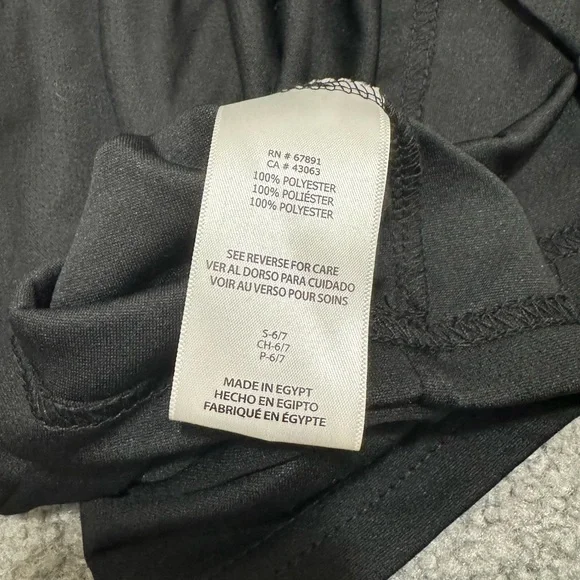 RN # 67891
CA # 43063
100% POLYESTER
100% POLIÉSTER
100% POLYESTER
SEE REVERSE FOR CARE
VER AL DORSO PARA CUIDADO
VOIR AU VERSO POUR SOINS
S-6/7
CH-6/7
P-6/7
MADE IN EGYPT
HECHO EN EGIPTO
FABRIQUÉ EN ÉGYPTE